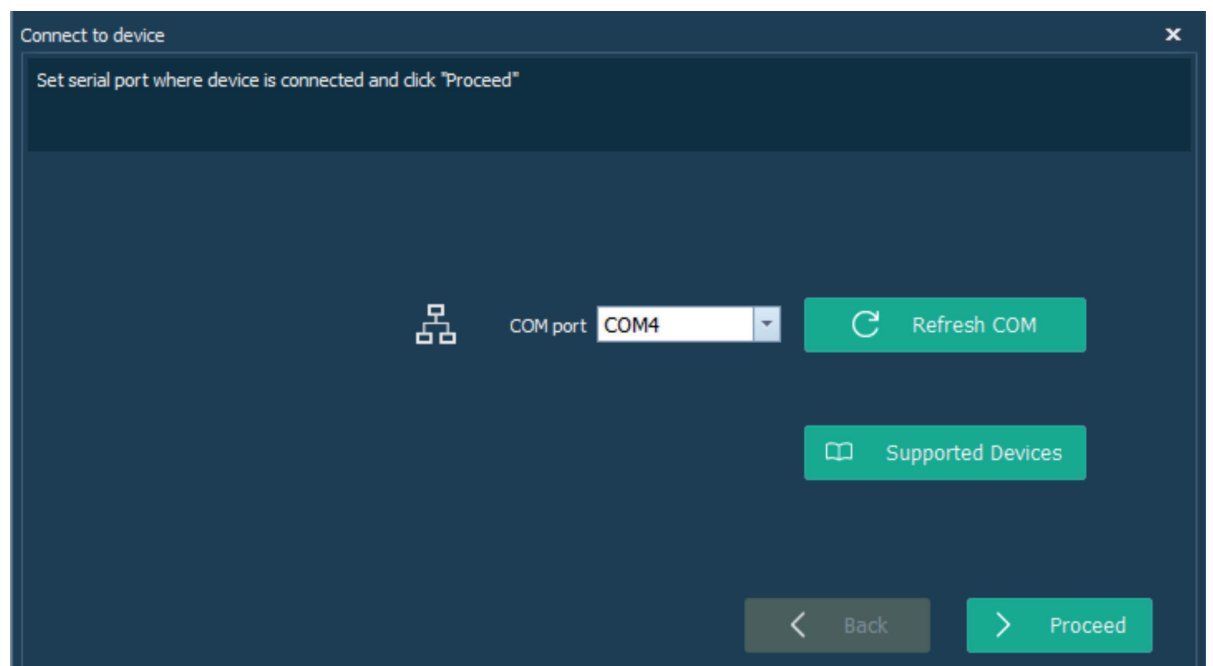 Connect to device
Set serial port where device is connected and click "Proceed"
COM port COM4 Refresh COM
Supported Devices
Back Proceed